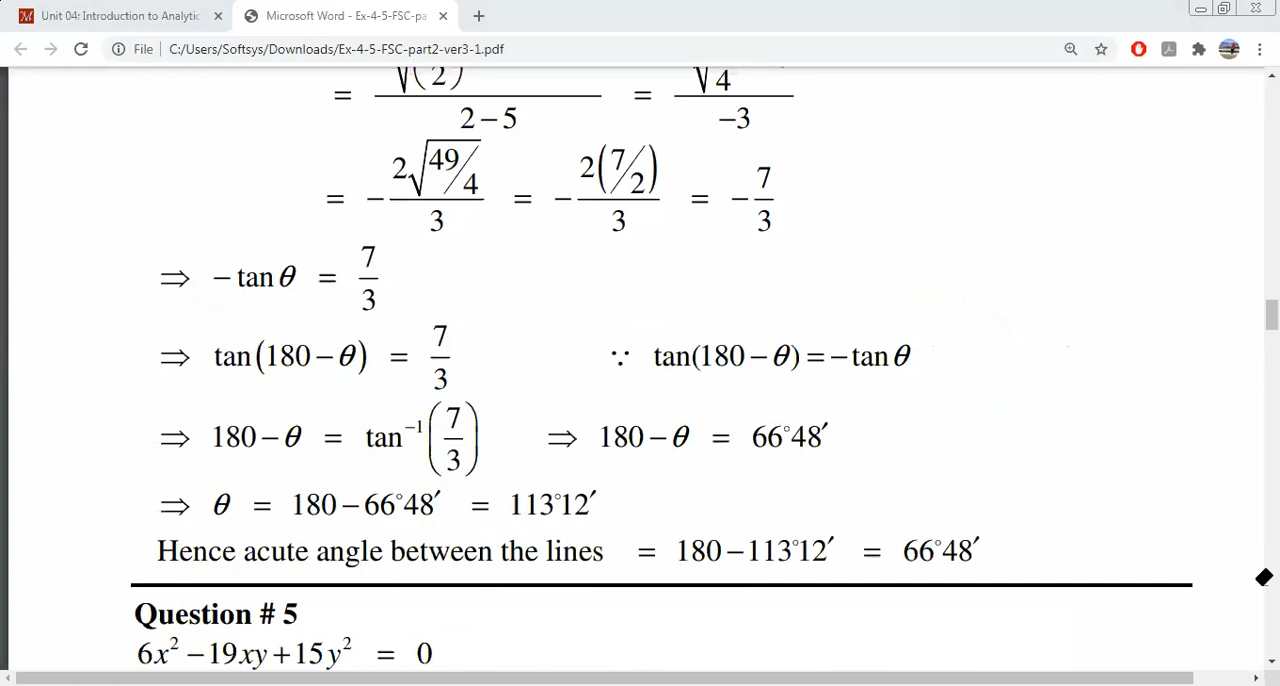 Unit 04: Introduction to Analytic
Microsoft Word - Ex-4-5-FSC-pa
File | C:/Users/Softsys/Downloads/Ex-4-5-FSC-part2-ver3-1.pdf
= √(2) / 2 − 5 = √4 / −3
= − 2√(49/4) / 3 = − 2(7/2) / 3 = − 7/3
⇒ − tan θ = 7/3
⇒ tan(180 − θ) = 7/3 ∵ tan(180 − θ) = − tan θ
⇒ 180 − θ = tan⁻¹(7/3) ⇒ 180 − θ = 66°48′
⇒ θ = 180 − 66°48′ = 113°12′
Hence acute angle between the lines = 180 − 113°12′ = 66°48′
Question # 5
6x² − 19xy + 15y² = 0